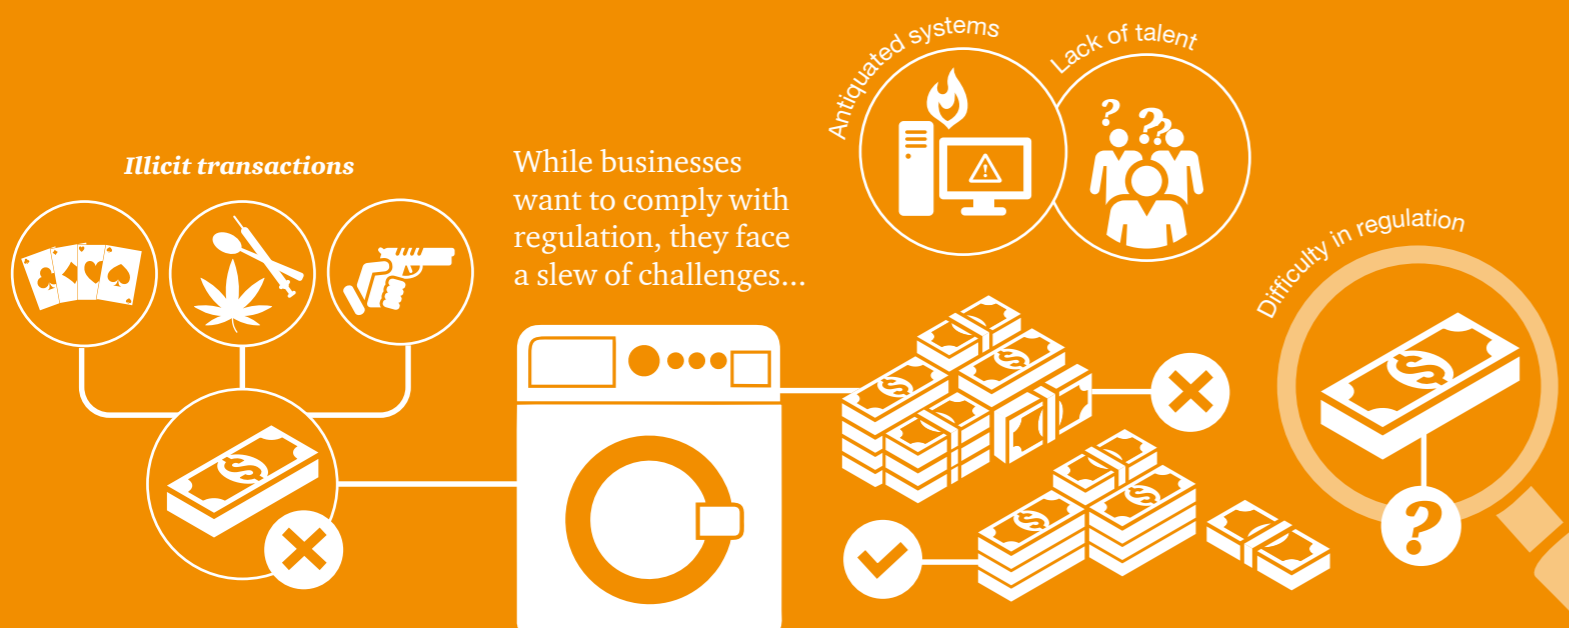 Illicit transactions
While businesses
want to comply with
regulation, they face
a slew of challenges...
Antiquated systems
Lack of talent
? ? ?
Difficulty in regulation
$
$
$
$
$
$
?